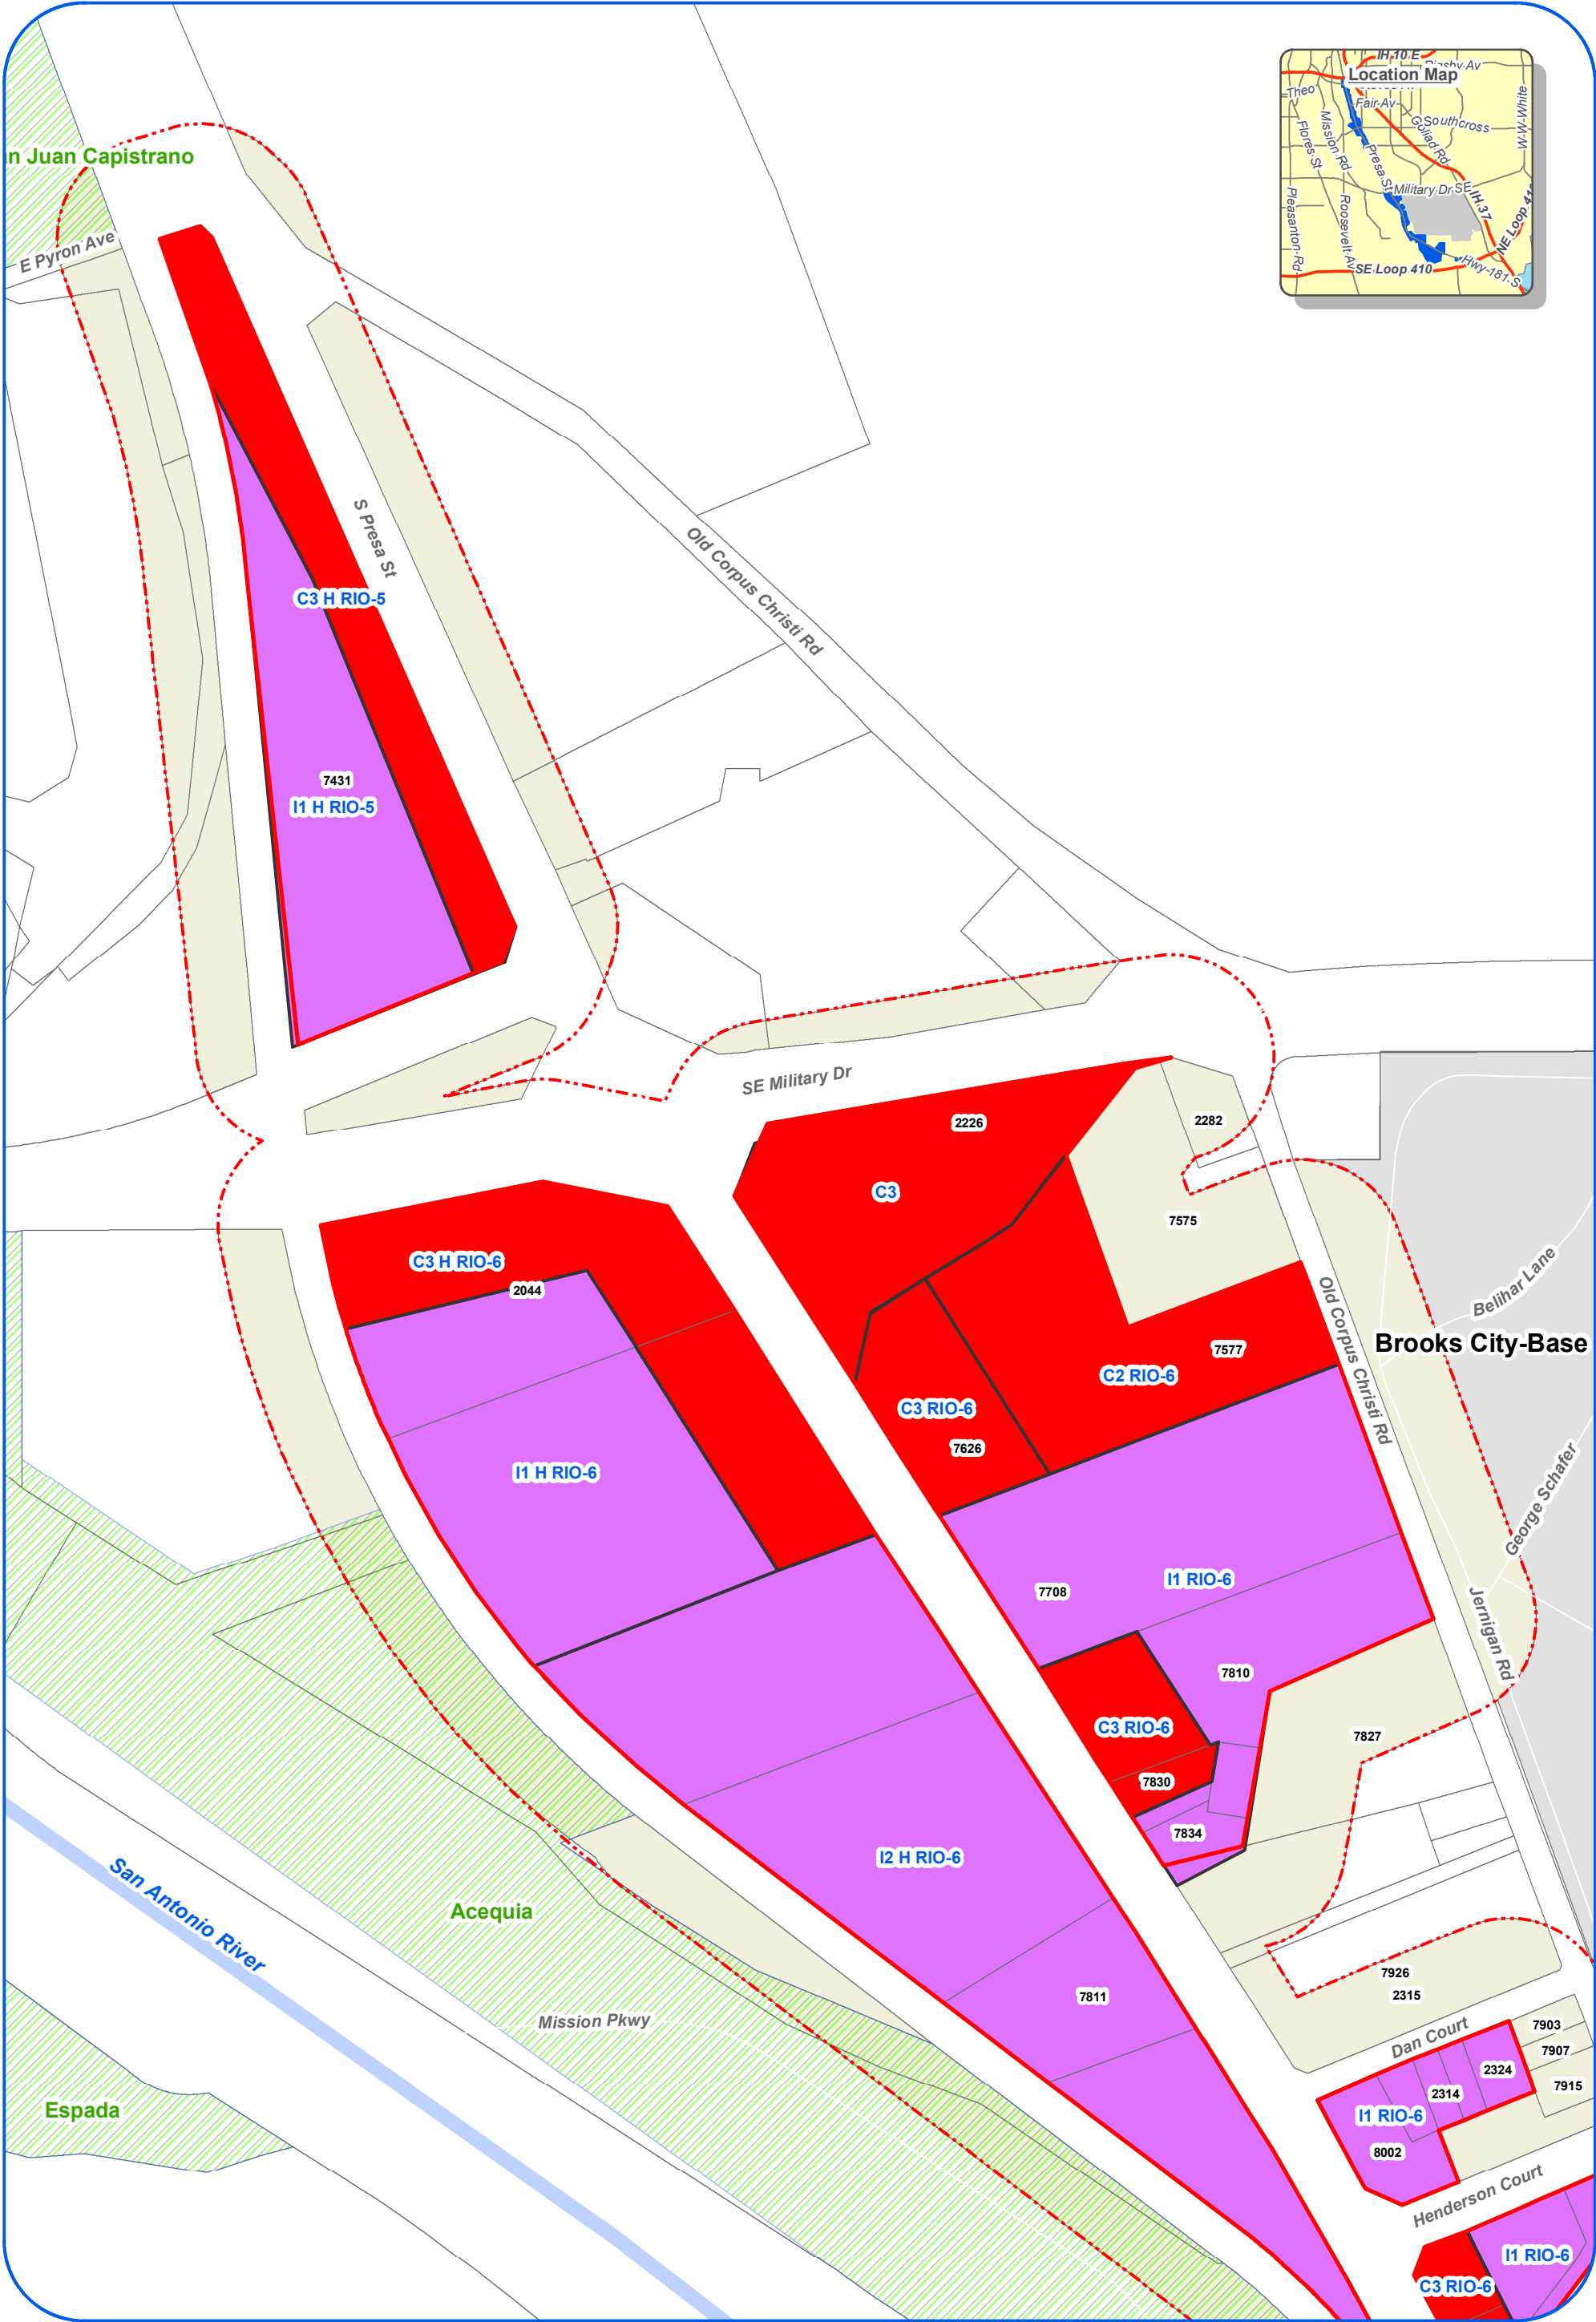 IH 10 E
Rigsby Av
Location Map
Theo
Fair Av
Southcross
Goliad Rd
W-W-White
Flores St
Mission Rd
Presa St
Military Dr SE
IH 37
Pleasanton-Rd
Roosevelt-Av
NE Loop 410
SE Loop 410
Hwy-181-S
n Juan Capistrano
E Pyron Ave
S Presa St
Old Corpus Christi Rd
C3 H RIO-5
7431
I1 H RIO-5
SE Military Dr
2226
2282
C3
7575
C3 H RIO-6
2044
Old Corpus Christi Rd
Belihar Lane
Brooks City-Base
7577
C2 RIO-6
C3 RIO-6
7626
I1 H RIO-6
George Schafer
I1 RIO-6
7708
Jernigan Rd
7810
C3 RIO-6
7827
7830
7834
I2 H RIO-6
San Antonio River
Acequia
7926
2315
7811
Mission Pkwy
Dan Court
7903
7907
2324
7915
2314
Espada
I1 RIO-6
8002
Henderson Court
I1 RIO-6
C3 RIO-6